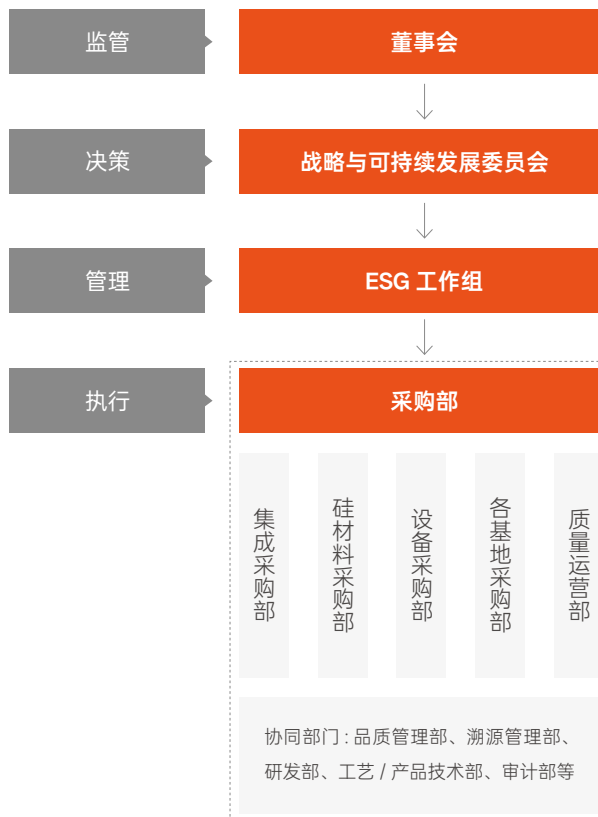 监管
董事会
决策
战略与可持续发展委员会
管理
ESG 工作组
执行
采购部
集成采购部
硅材料采购部
设备采购部
各基地采购部
质量运营部
协同部门 : 品质管理部、溯源管理部、
研发部、工艺 / 产品技术部、审计部等